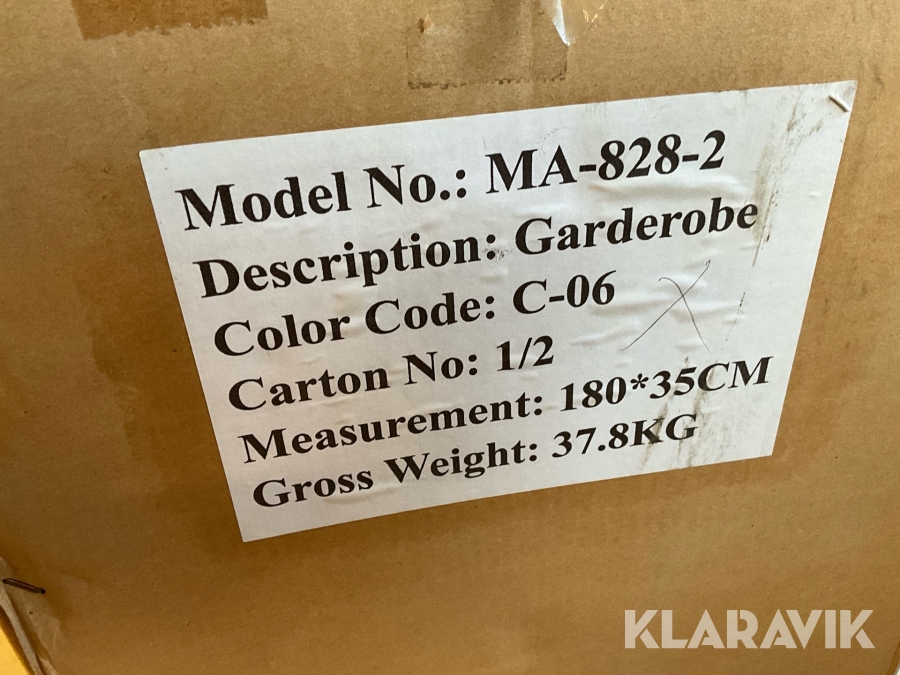 Model No.: MA-828-2
Description: Garderobe
Color Code: C-06
Carton No: 1/2
Measurement: 180*35CM
Gross Weight: 37.8KG
KLARAVIK